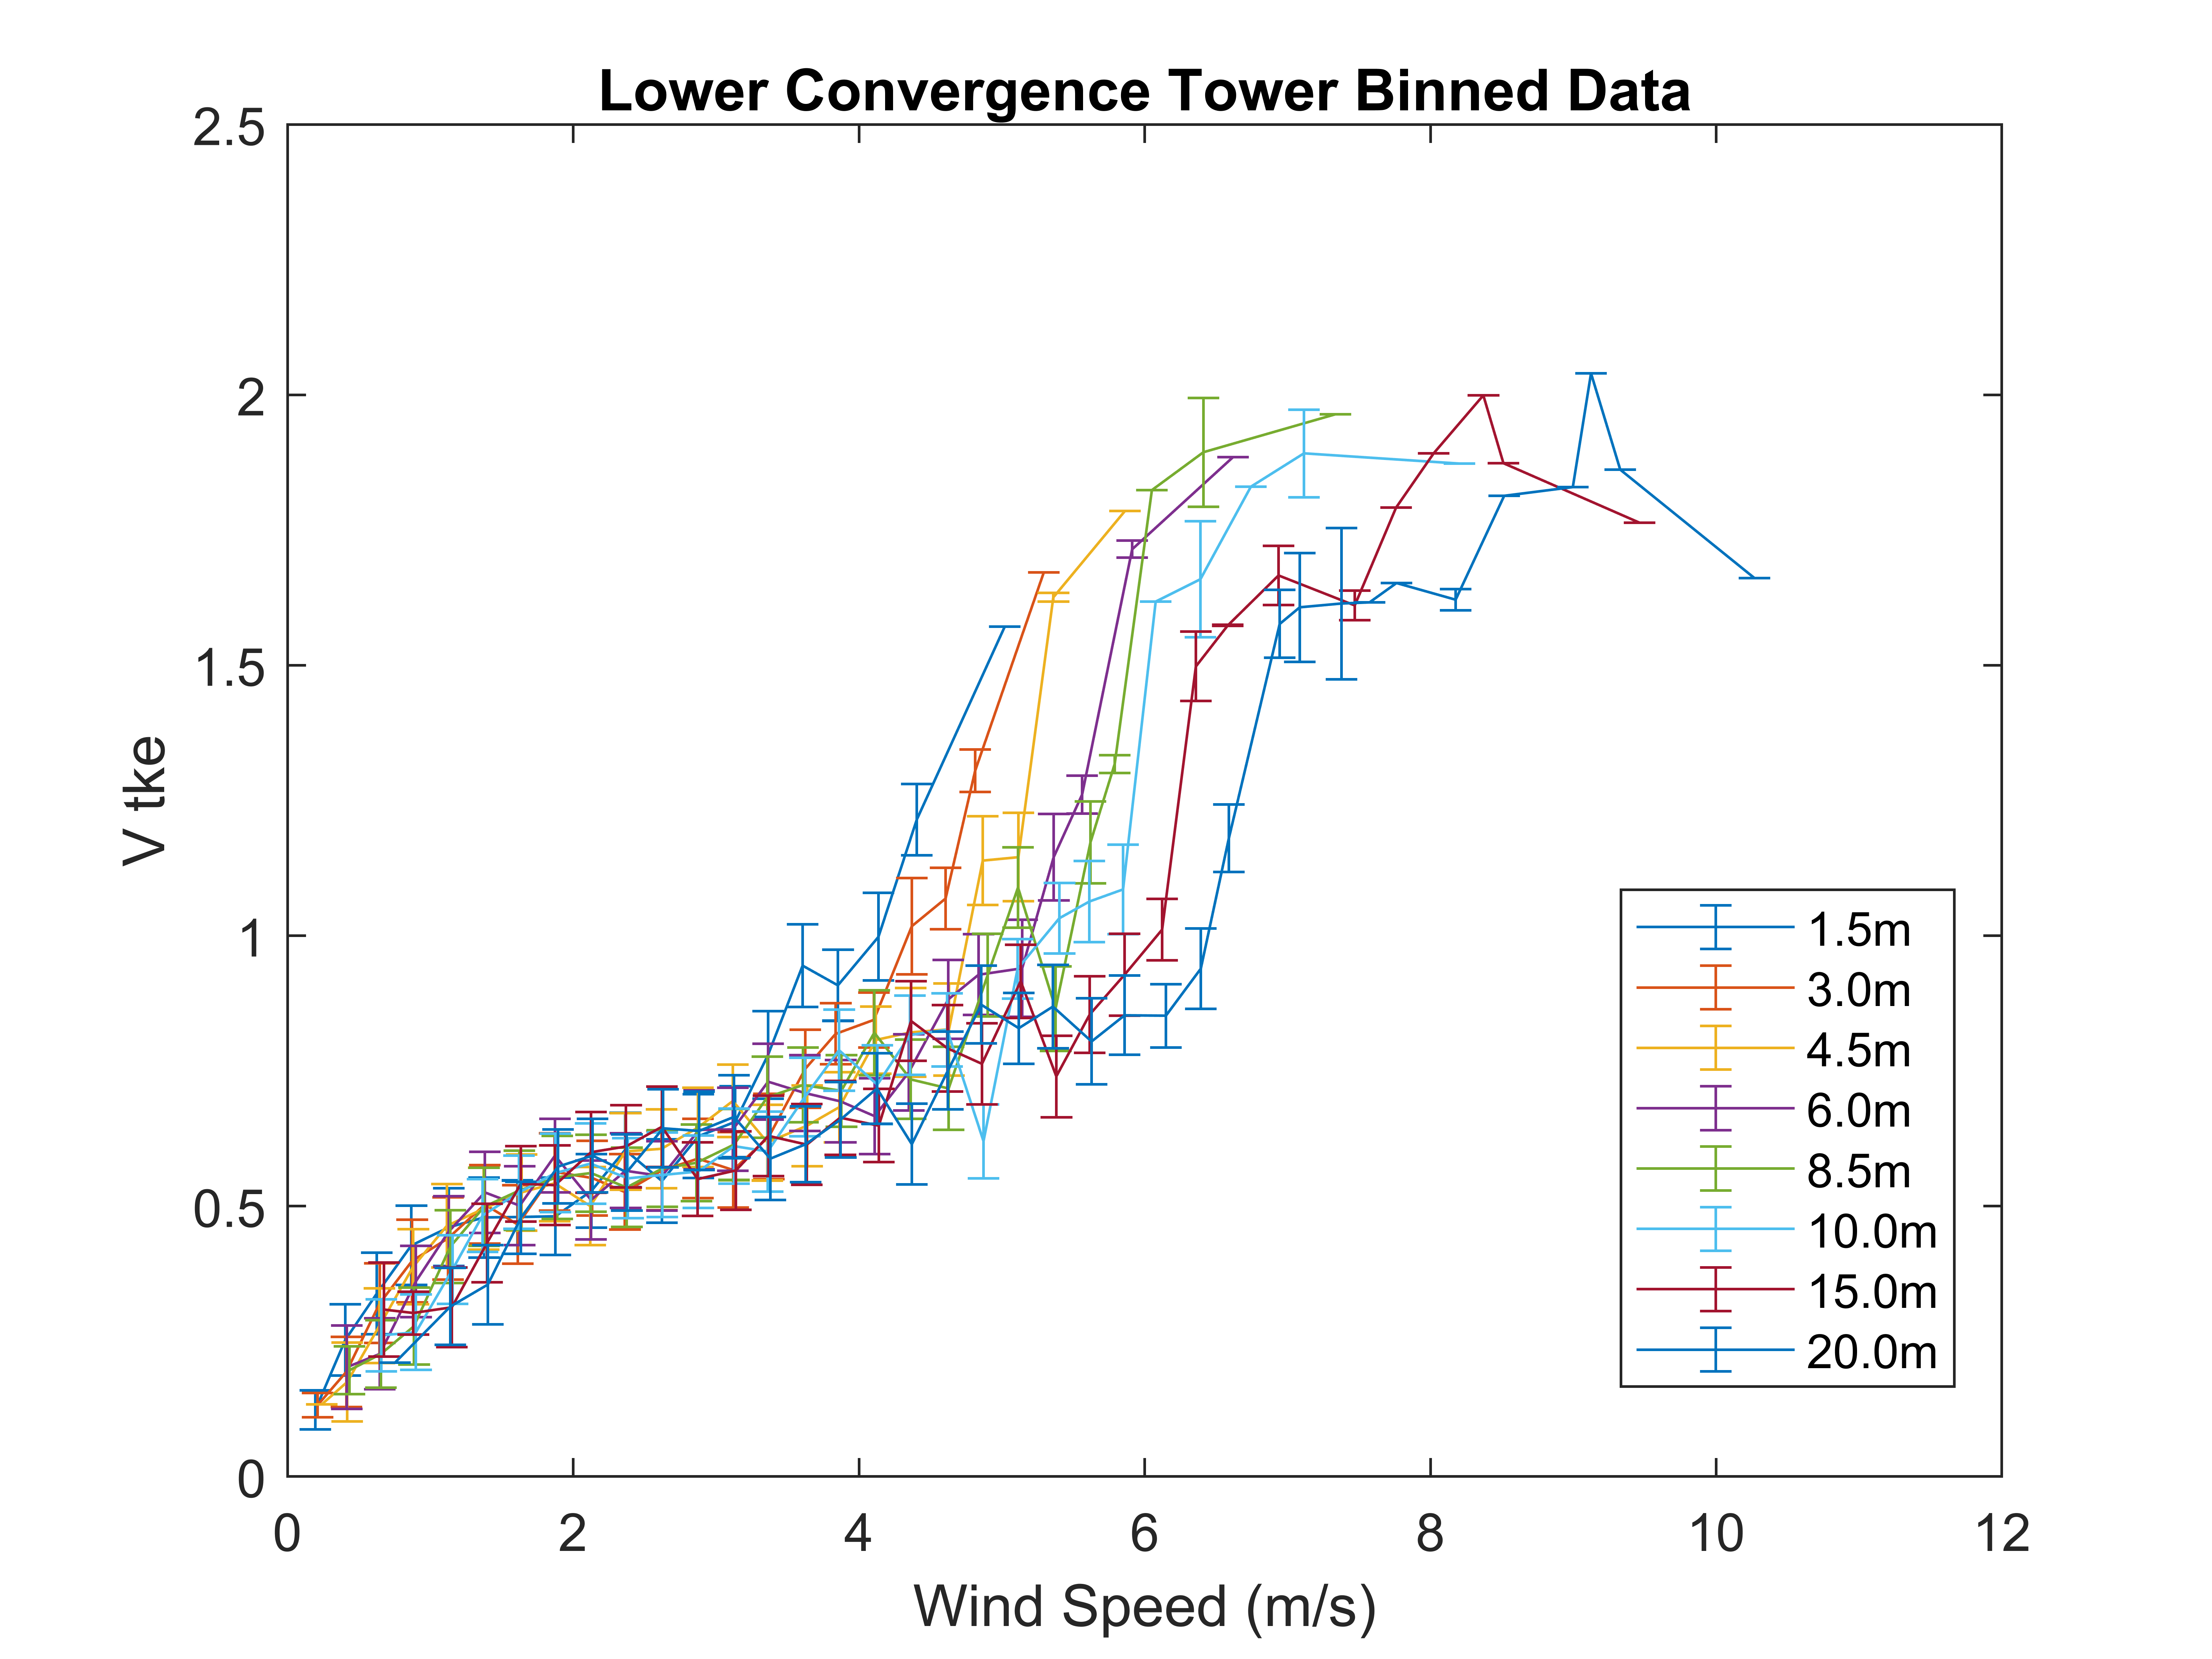 Lower Convergence Tower Binned Data
2.5
2
1.5
1
0.5
0
V tke
1.5m
3.0m
4.5m
6.0m
8.5m
10.0m
15.0m
20.0m
0 2 4 6 8 10 12
Wind Speed (m/s)